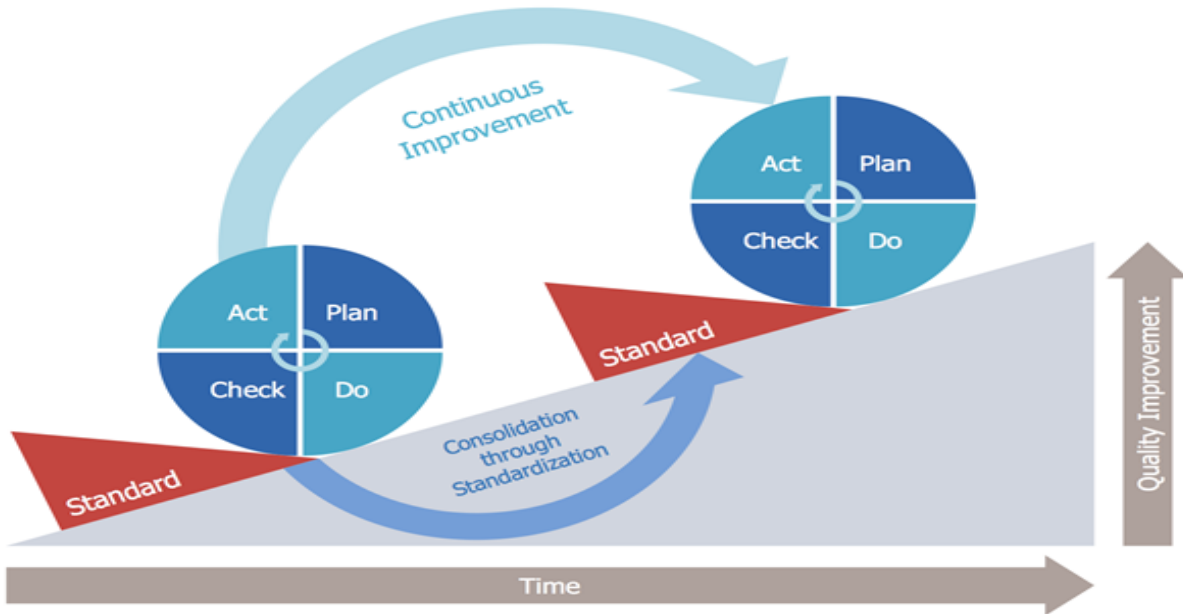 Continuous
Improvement
Act Plan
Check Do
Act Plan
Check Do
Standard
Standard
Consolidation
through
Standardization
Quality Improvement
Time